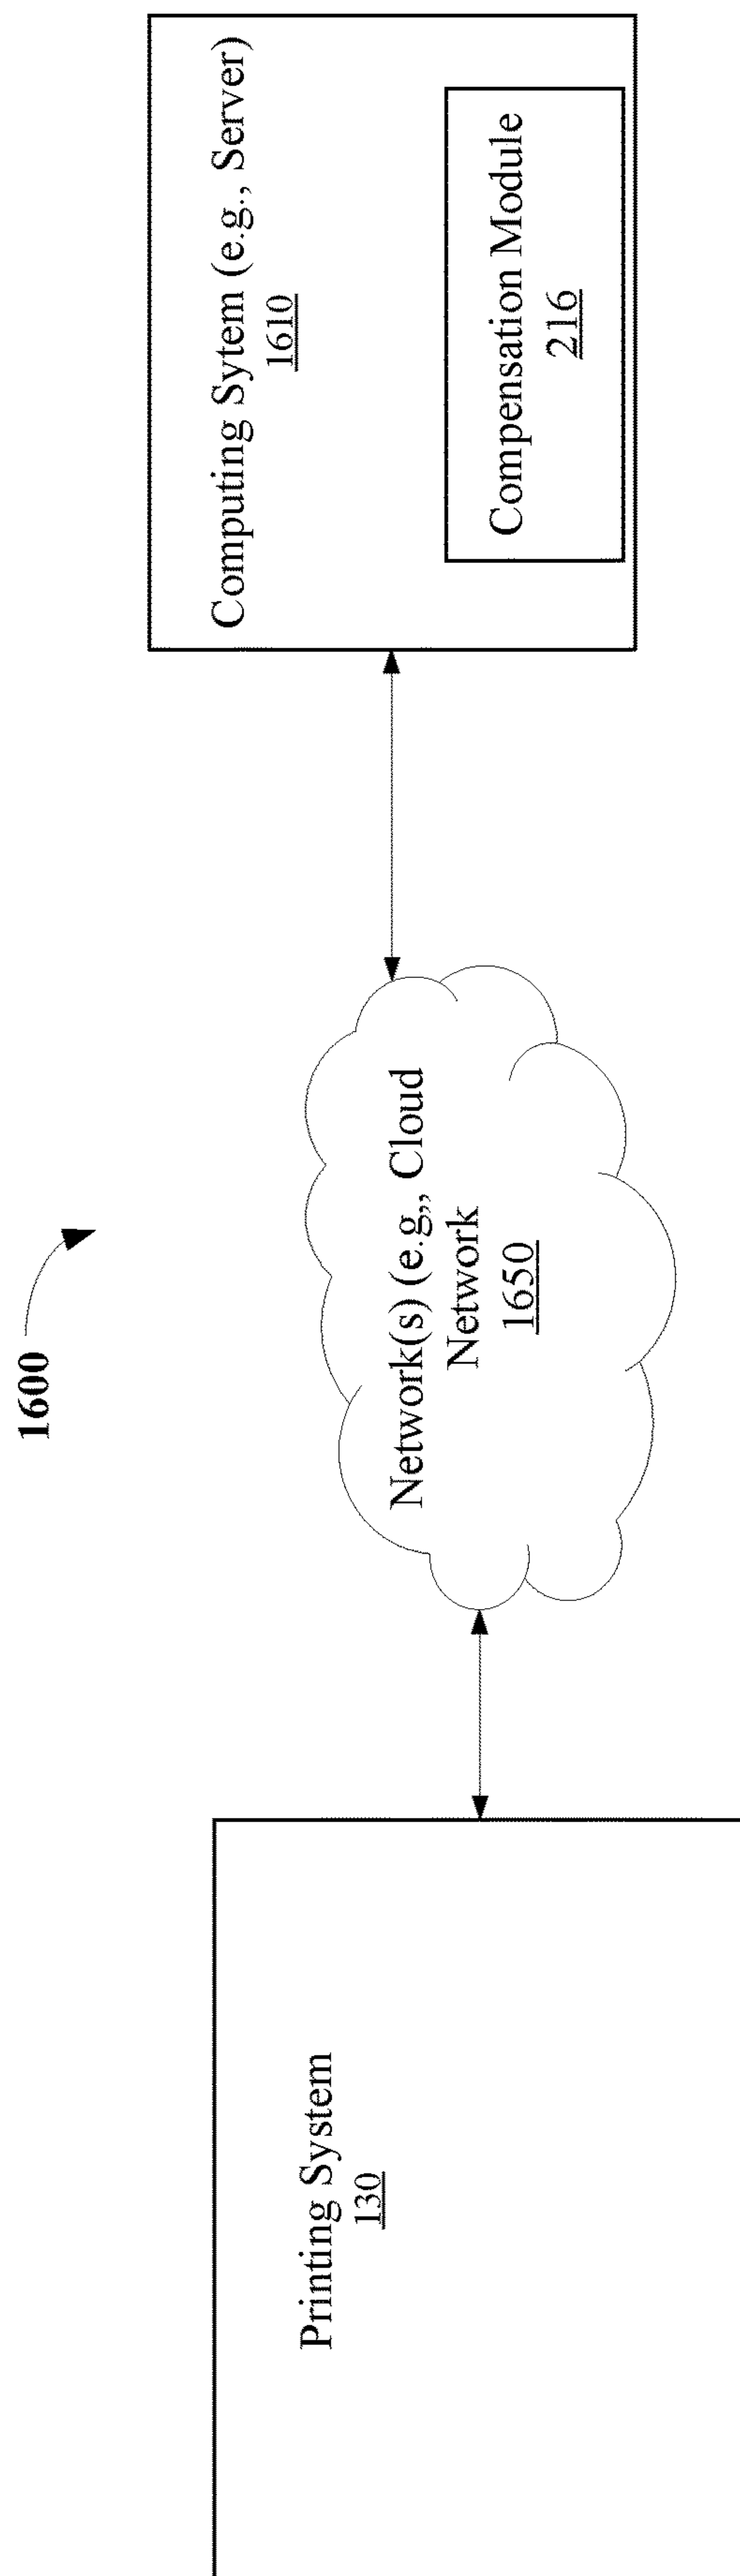 1600
Printing System
130
Network(s) (e.g,, Cloud
Network
1650
Computing Sytem (e.g., Server)
1610
Compensation Module
216